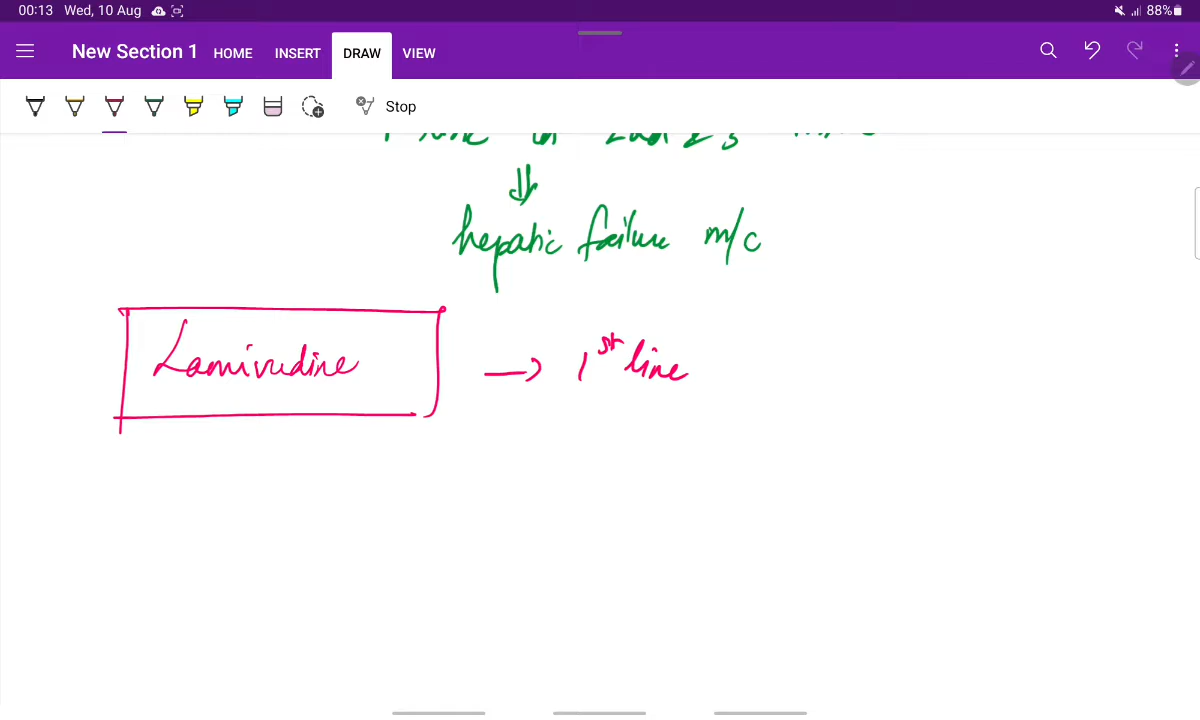 00:13 Wed, 10 Aug 88%
New Section 1 HOME INSERT DRAW VIEW
Stop
hepatic failure m/c
Lamivudine → 1st line